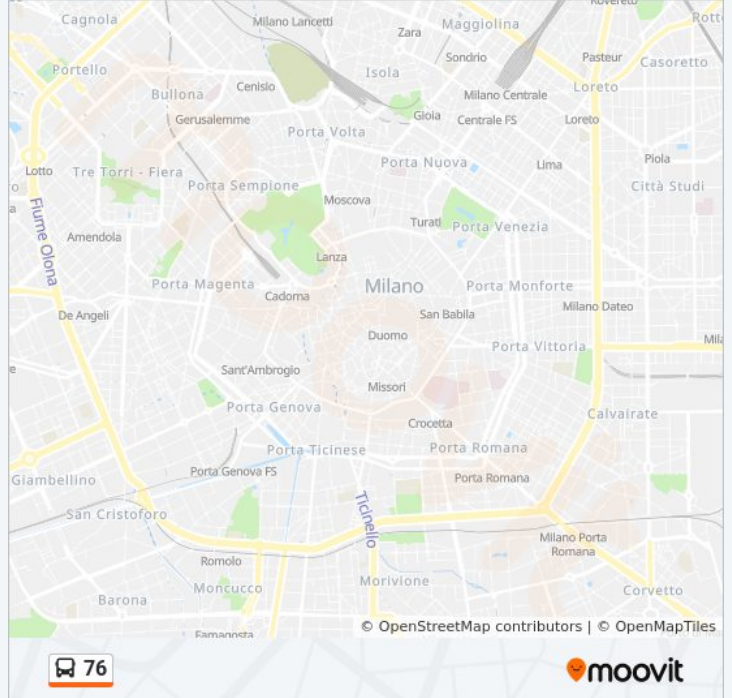 Rovereto
Cagnola
Milano Lancetti
Zara
Maggiolina
Rott
Sondrio
Pasteur
Casoretto
Portello
Isola
Bullona
Cenisio
Milano Centrale
Loreto
Gerusalemme
Gioia
Centrale FS
Loreto
Porta Volta
Lotto
Tre Torri - Fiera
Porta Nuova
Lima
Piola
Porta Sempione
Città Studi
Moscova
Fiume Olona
Turati
Porta Venezia
Amendola
Lanza
Porta Magenta
Cadorna
Milano
Porta Monforte
De Angeli
San Babila
Milano Dateo
Duomo
Porta Vittoria
Mila
Sant'Ambrogio
Missori
Porta Genova
Crocetta
Calvairate
Porta Ticinese
Porta Romana
Giambellino
Porta Genova FS
Porta Romana
San Cristoforo
Ticinello
Milano Porta
Romana
Romolo
Moncucco
Morivione
Corvetto
Barona
Famagosta
© OpenStreetMap contributors | © OpenMapTiles
76
moovit